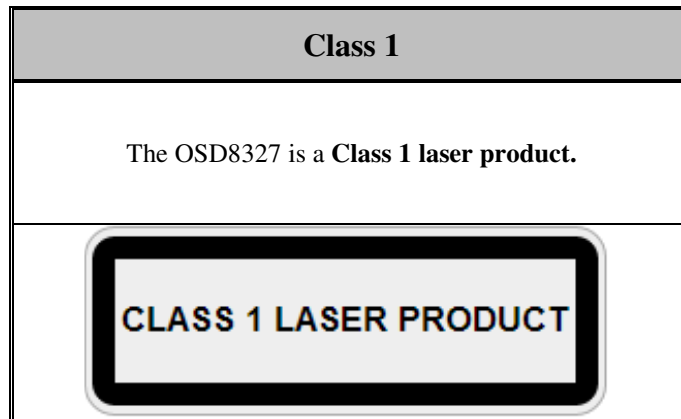 Class 1
The OSD8327 is a Class 1 laser product.
CLASS 1 LASER PRODUCT